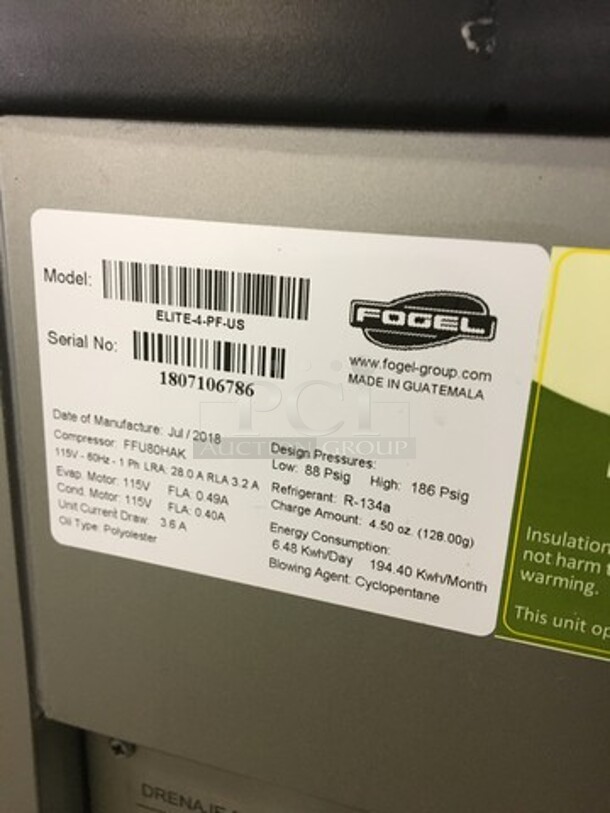 Model:
ELITE-4-PF-US
Serial No:
1807106786
FOGEL
www.fogel-group.com
MADE IN GUATEMALA
Date of Manufacture: Jul / 2018
Compressor: FFU80HAK
115V - 60Hz - 1 Ph LRA: 28.0 A RLA 3.2 A
Evap. Motor: 115V FLA: 0.49A
Cond. Motor: 115V FLA: 0.40A
Unit Current Draw: 3.6 A
Oil Type: Polyolester
Design Pressures:
Low: 88 Psig High: 186 Psig
Refrigerant: R-134a
Charge Amount: 4.50 oz. (128.00g)
Energy Consumption:
6.48 Kwh/Day 194.40 Kwh/Month
Blowing Agent: Cyclopentane
PCI
AUCTION GROUP
Insulation
not harm
warming.
This unit op
DRENAJE